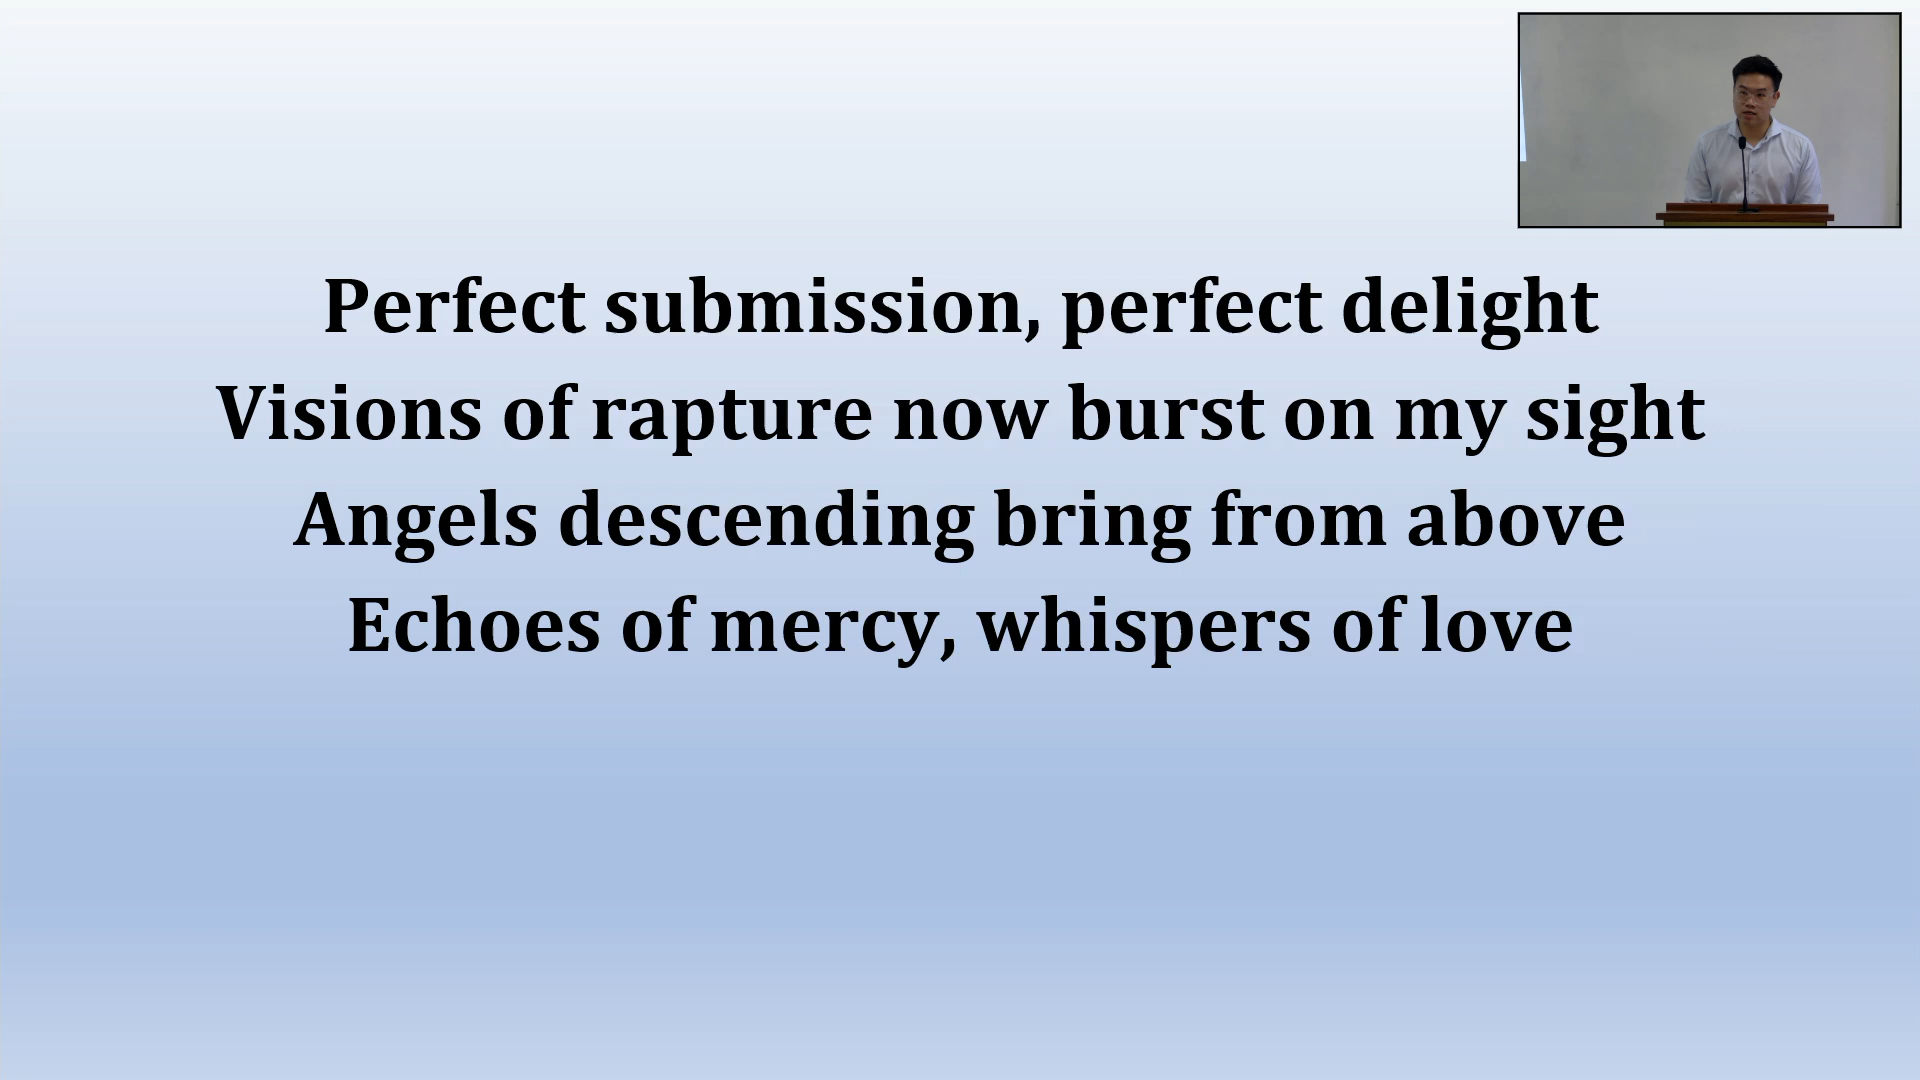 Perfect submission, perfect delight
Visions of rapture now burst on my sight
Angels descending bring from above
Echoes of mercy, whispers of love